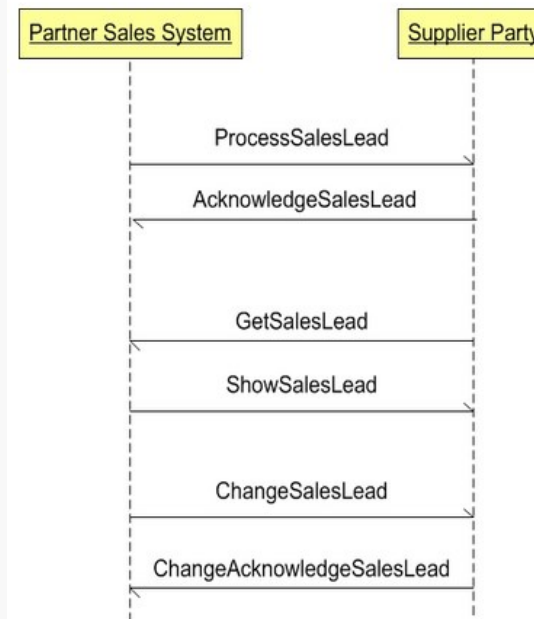 Partner Sales System
Supplier Party
ProcessSalesLead
AcknowledgeSalesLead
GetSalesLead
ShowSalesLead
ChangeSalesLead
ChangeAcknowledgeSalesLead